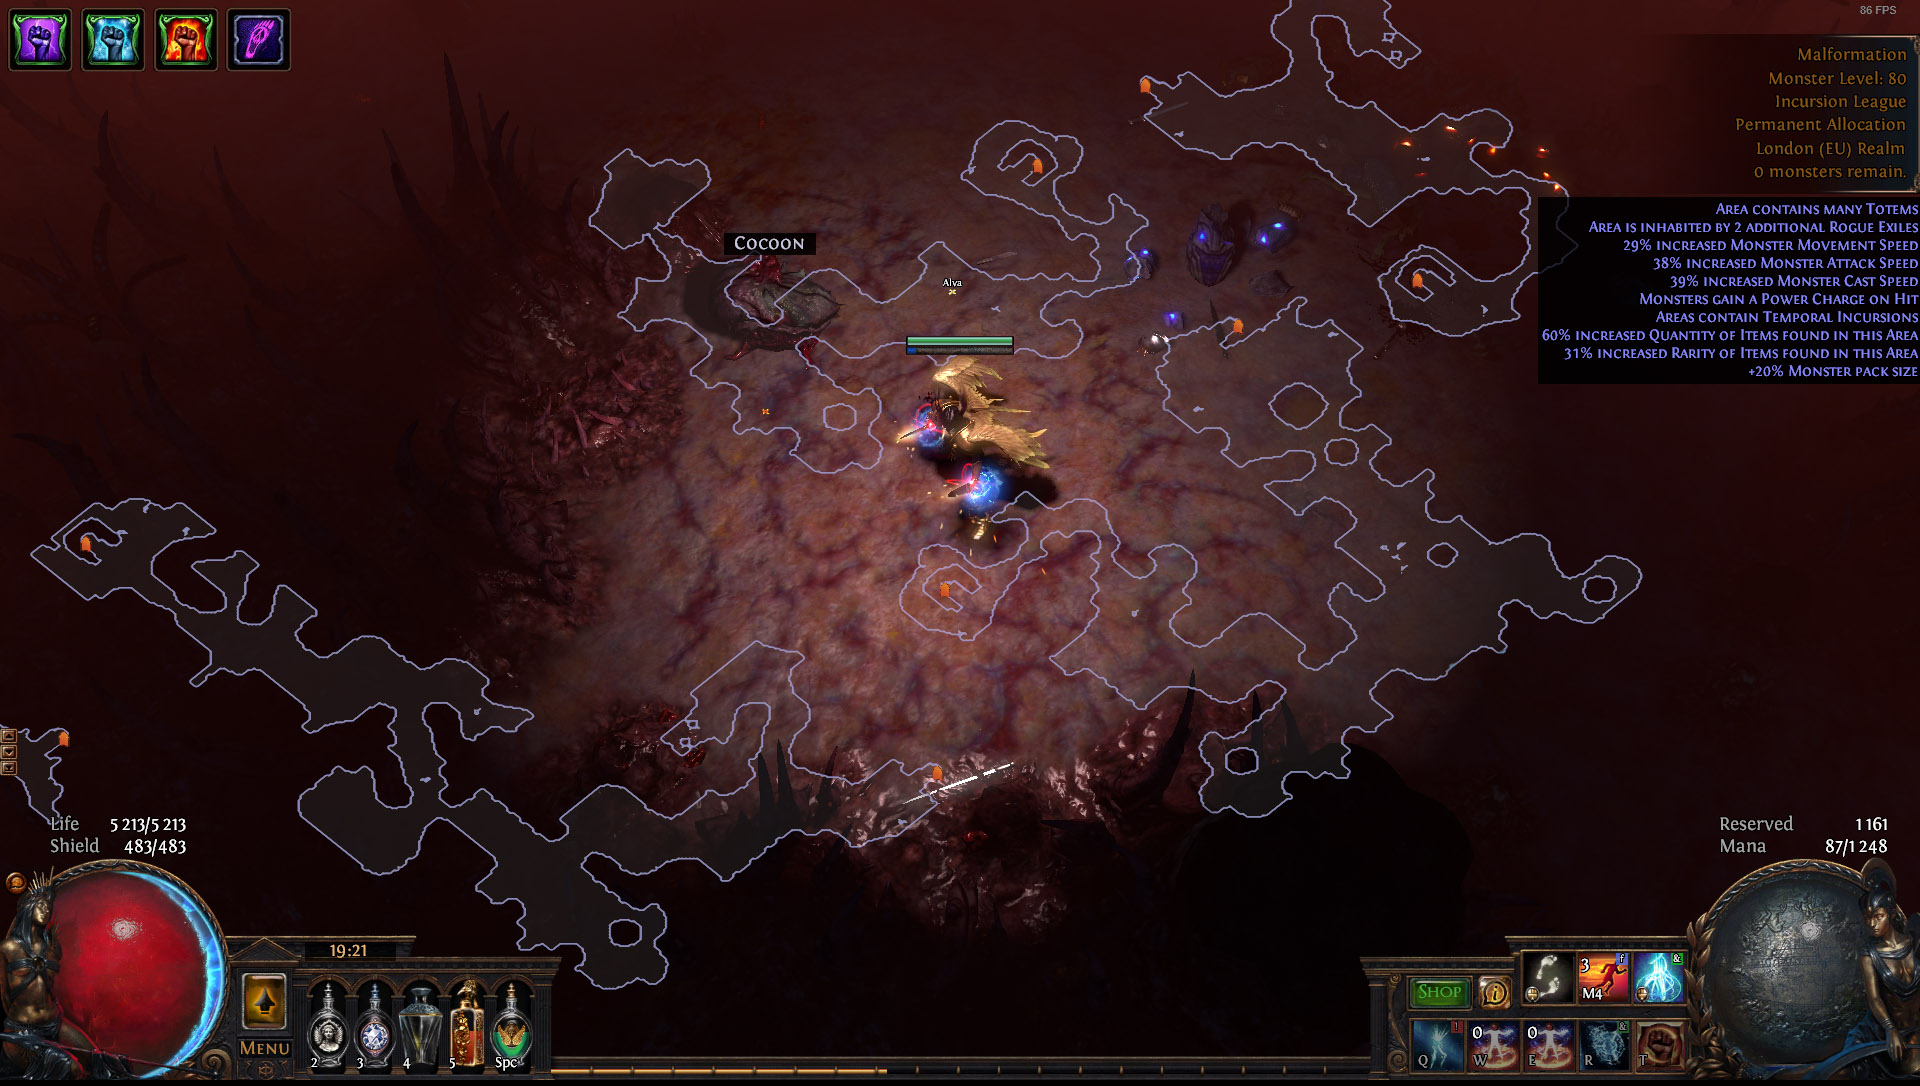 86 FPS
Malformation
Monster Level: 80
Incursion League
Permanent Allocation
London (EU) Realm
0 monsters remain.
Area contains many Totems
Area is inhabited by 2 additional Rogue Exiles
29% increased Monster Movement Speed
38% increased Monster Attack Speed
39% increased Monster Cast Speed
Monsters gain a Power Charge on Hit
Areas contain Temporal Incursions
60% increased Quantity of Items found in this Area
31% increased Rarity of Items found in this Area
+20% Monster pack size
Cocoon
Alva
Life 5 213/5 213
Shield 483/483
Reserved 1 161
Mana 87/1 248
19:21
Menu
2 3 4 5 Spc
Shop
3 f &
M4
! 0 0 &
Q W E R T